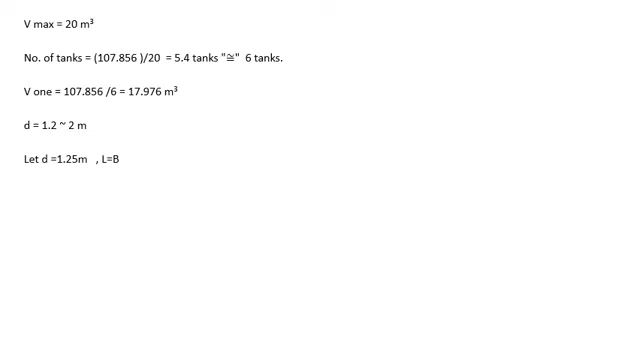 V max = 20 m³
No. of tanks = (107.856 )/20  = 5.4 tanks "≅"  6 tanks.
V one = 107.856 /6 = 17.976 m³
d = 1.2 ~ 2 m
Let d =1.25m   , L=B